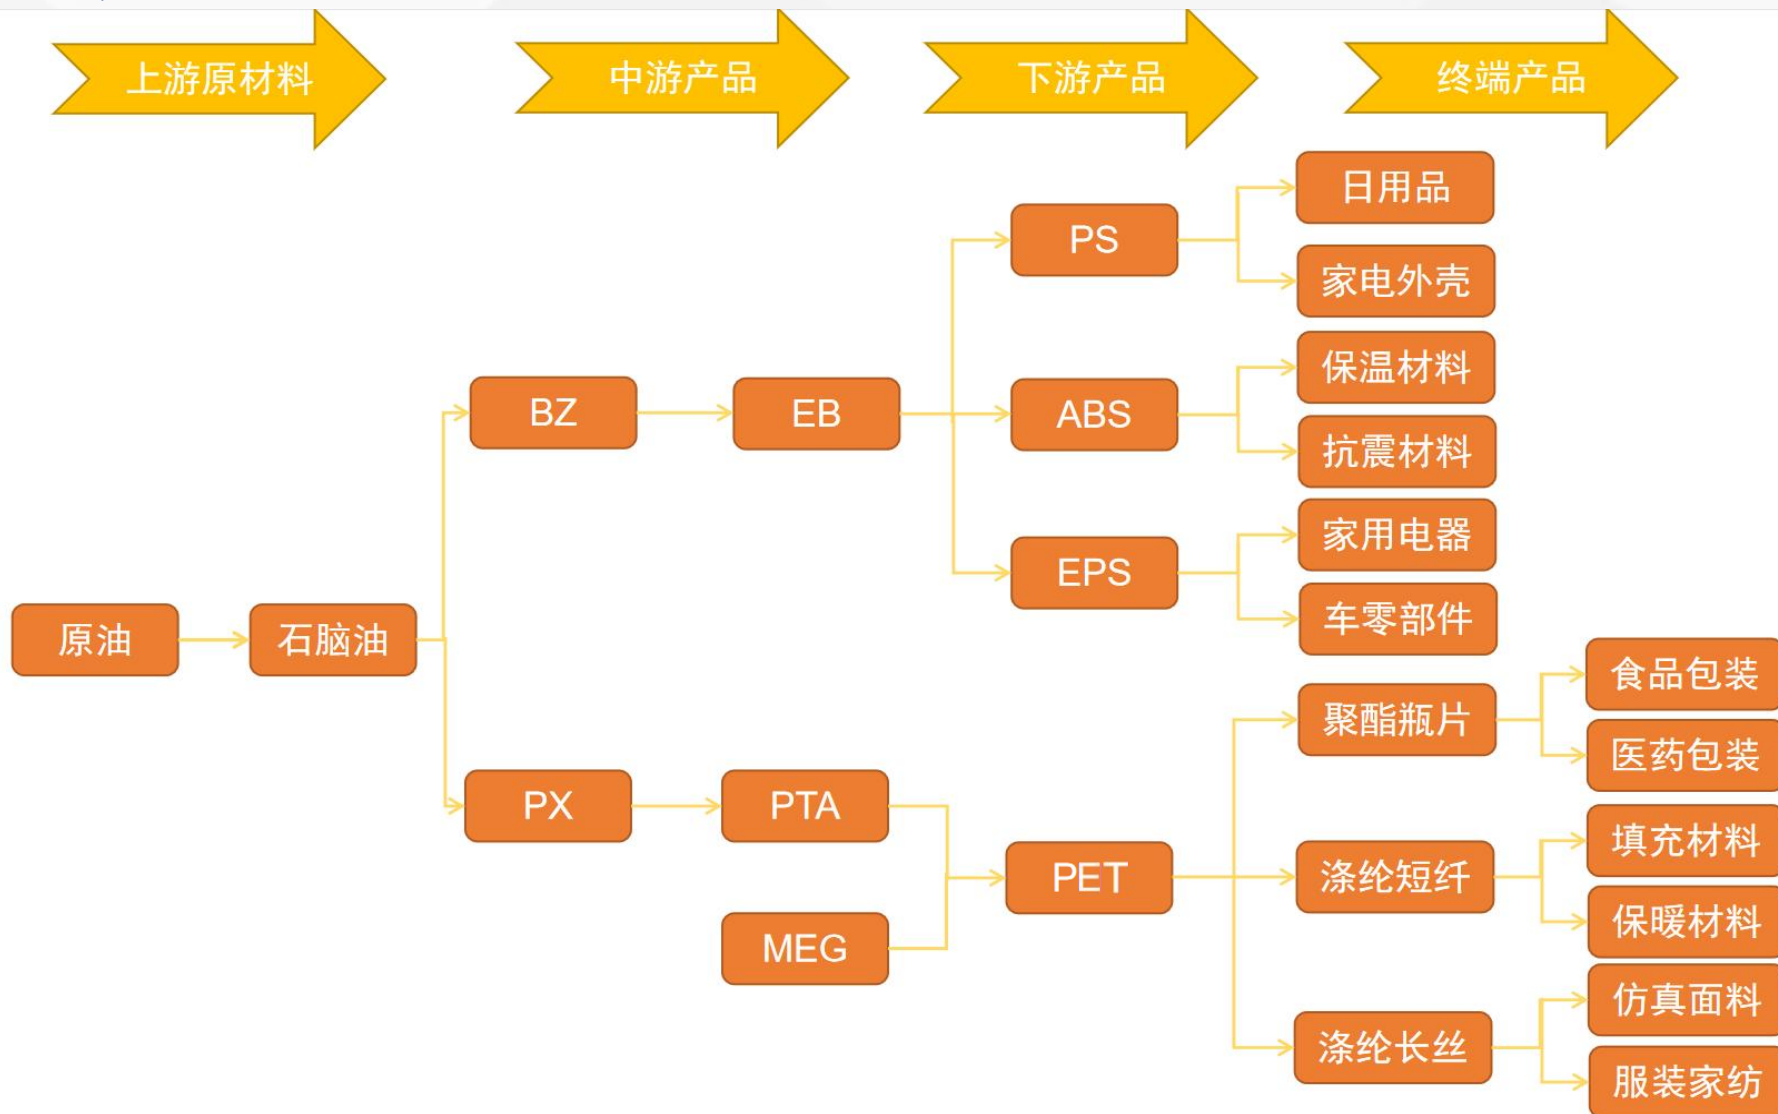 上游原材料
中游产品
下游产品
终端产品
日用品
PS
家电外壳
保温材料
BZ
EB
ABS
抗震材料
家用电器
EPS
车零部件
原油
石脑油
食品包装
聚酯瓶片
医药包装
PX
PTA
填充材料
PET
涤纶短纤
保暖材料
MEG
仿真面料
涤纶长丝
服装家纺